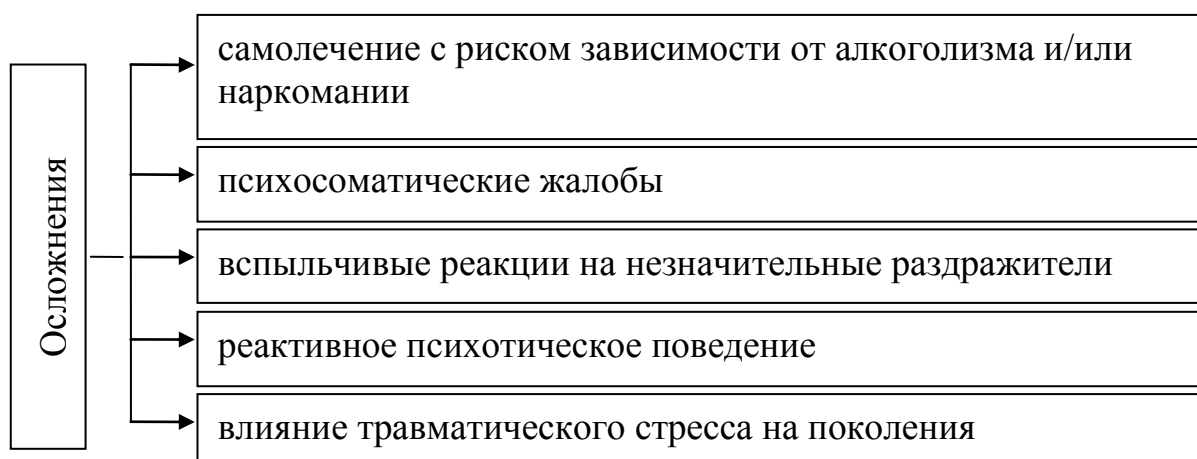 Осложнения
самолечение с риском зависимости от алкоголизма и/или
наркомании
психосоматические жалобы
вспыльчивые реакции на незначительные раздражители
реактивное психотическое поведение
влияние травматического стресса на поколения